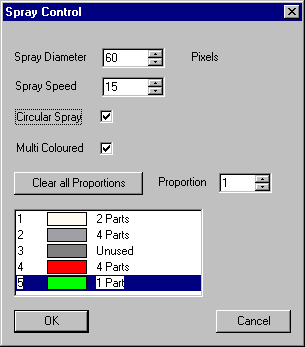 Spray Control
Spray Diameter 60 Pixels
Spray Speed 15
Circular Spray
Multi Coloured
Clear all Proportions Proportion 1
1 2 Parts
2 4 Parts
3 Unused
4 4 Parts
5 1 Part
OK Cancel